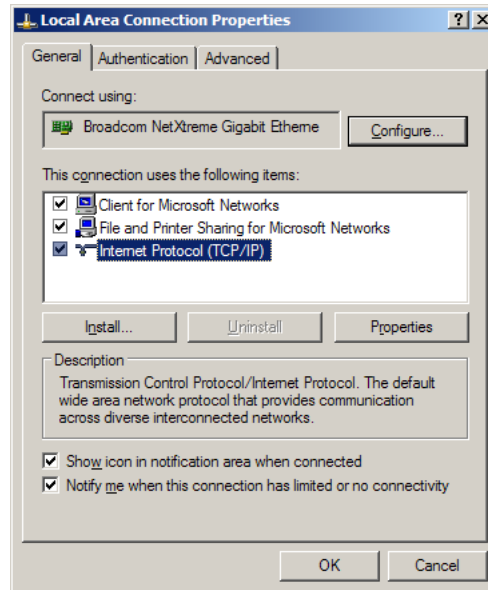 Local Area Connection Properties
General Authentication Advanced
Connect using:
Broadcom NetXtreme Gigabit Etherne Configure...
This connection uses the following items:
Client for Microsoft Networks
File and Printer Sharing for Microsoft Networks
Internet Protocol (TCP/IP)
Install... Uninstall Properties
Description
Transmission Control Protocol/Internet Protocol. The default
wide area network protocol that provides communication
across diverse interconnected networks.
Show icon in notification area when connected
Notify me when this connection has limited or no connectivity
OK Cancel